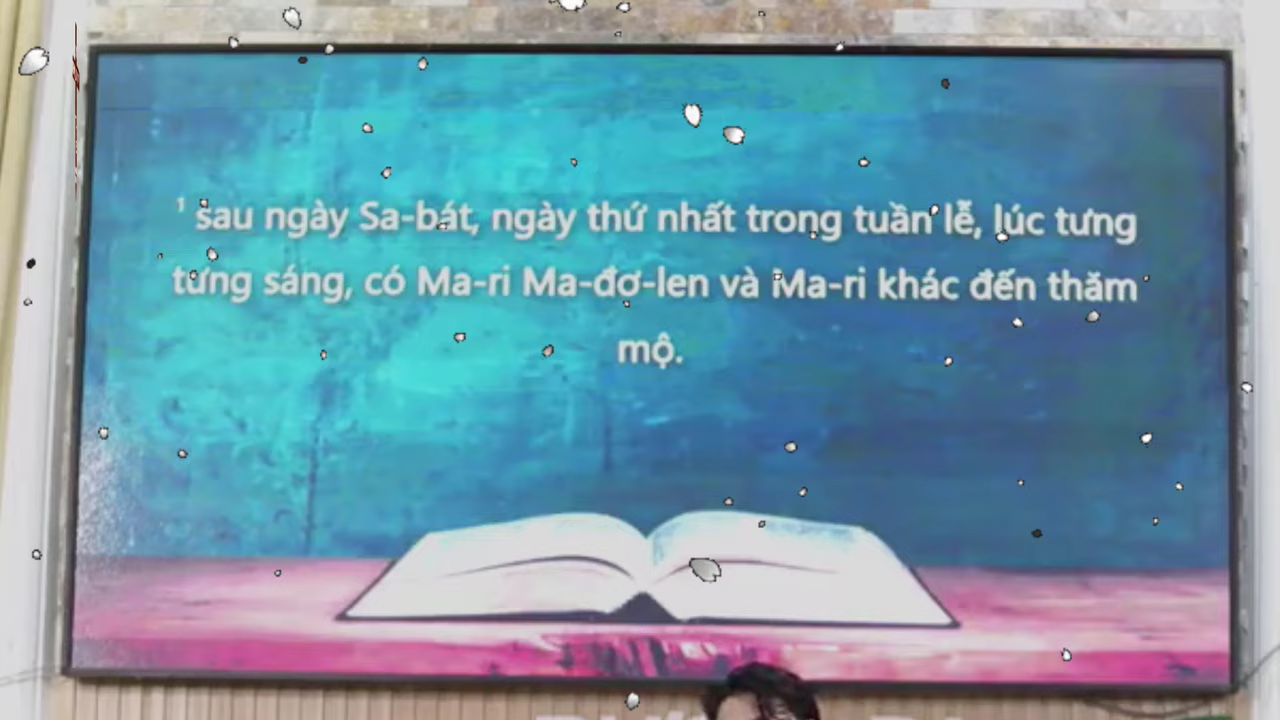 ¹ sau ngày Sa-bát, ngày thứ nhất trong tuần lễ, lúc tưng
tưng sáng, có Ma-ri Ma-đơ-len và Ma-ri khác đến thăm
mộ.